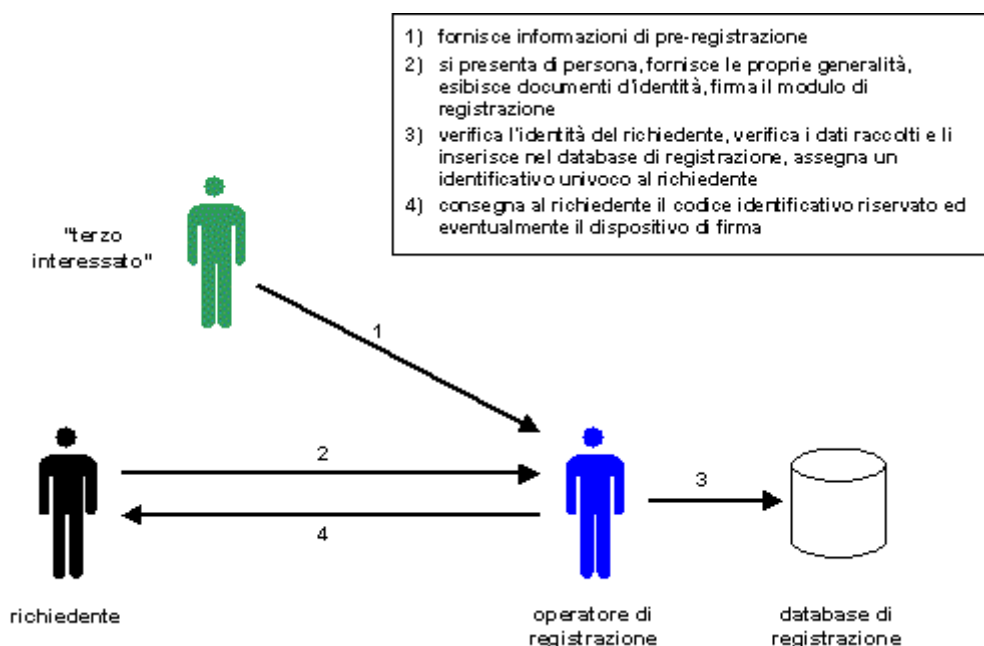 1) fornisce informazioni di pre-registrazione
2) si presenta di persona, fornisce le proprie generalità,
esibisce documenti d'identità, firma il modulo di
registrazione
3) verifica l'identità del richiedente, verifica i dati raccolti e li
inserisce nel database di registrazione, assegna un
identificativo univoco al richiedente
4) consegna al richiedente il codice identificativo riservato ed
eventualmente il dispositivo di firma
"terzo
interessato"
1
2
3
4
richiedente
operatore di
registrazione
database di
registrazione